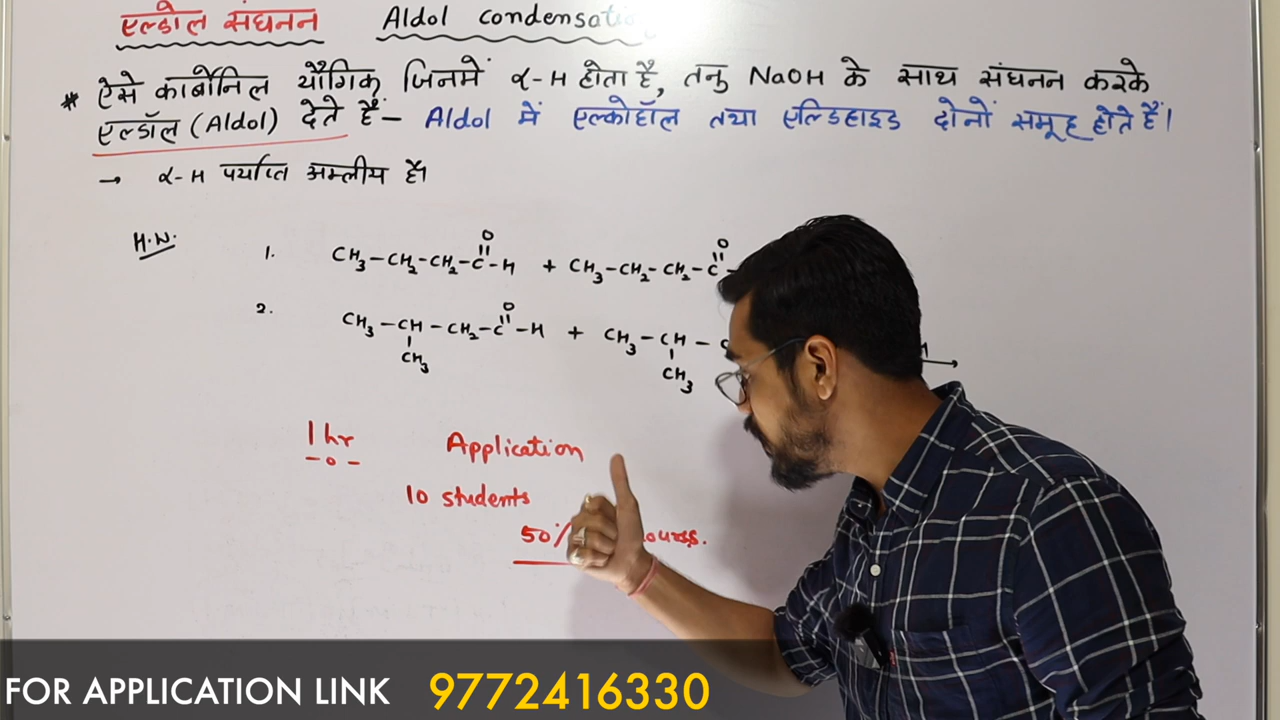 एल्डोल संघनन Aldol condensatio
* ऐसे कार्बोनिल यौगिक जिनमें α-H होता है, तनु NaOH के साथ संघनन करके
एल्डॉल (Aldol) देते हैं- Aldol में एल्कोहॉल तथा एल्डिहाइड दोनों समूह होते हैं।
→ α-H पर्याप्त अम्लीय है।
H.W.
1. CH₃-CH₂-CH₂-C(=O)-H + CH₃-CH₂-CH₂-C(=O)-
2. CH₃-CH(CH₃)-CH₂-C(=O)-H + CH₃-CH(CH₃)-
1 hr Application
-o-
10 students
50%
FOR APPLICATION LINK 9772416330